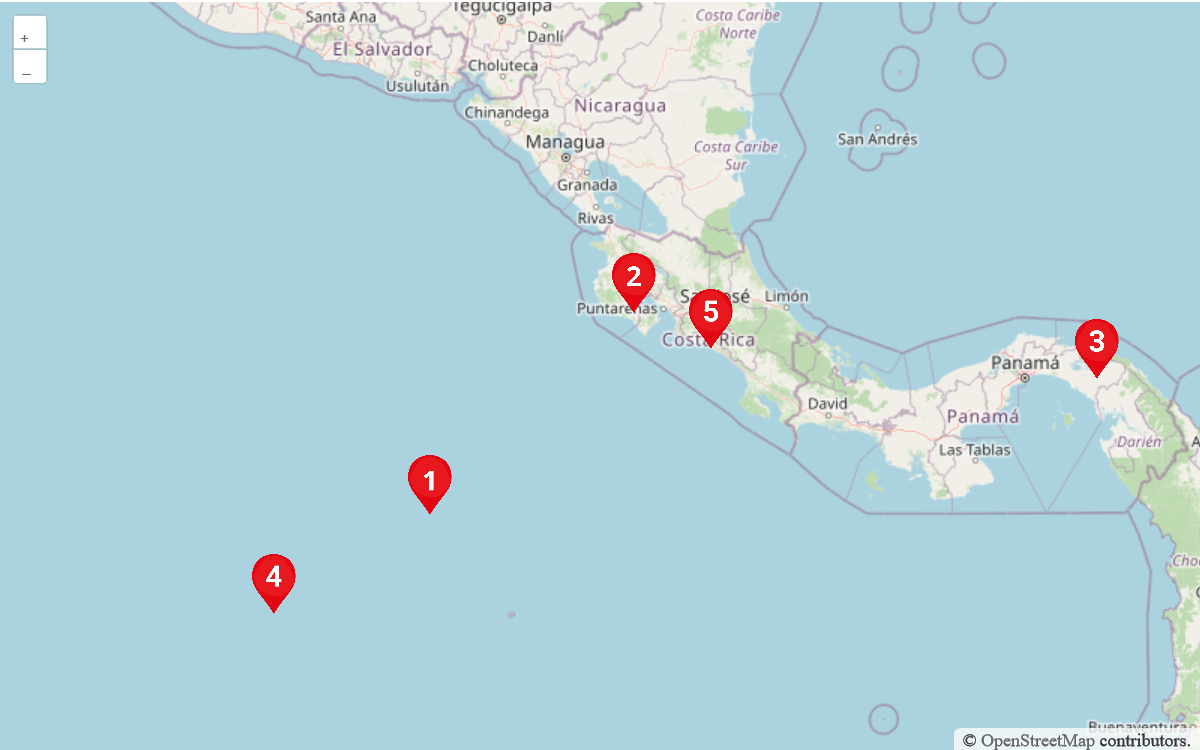 Tegucigalpa
Santa Ana
Costa Caribe
Norte
Danlí
El Salvador
Choluteca
Usulután
Nicaragua
Chinandega
San Andrés
Managua
Costa Caribe
Sur
Granada
Rivas
+
–
2
Limón
Puntarenas
5
Costa Rica
3
Panamá
David
Panamá
Darién
Las Tablas
1
4
Buenaventura
© OpenStreetMap contributors.